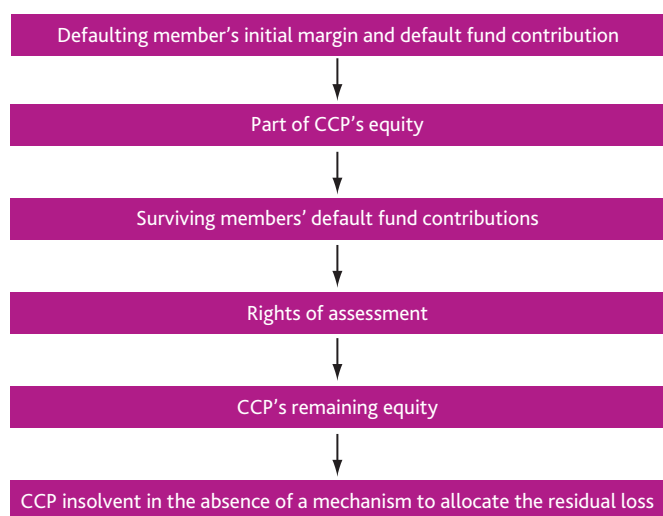 Defaulting member’s initial margin and default fund contribution
Part of CCP’s equity
Surviving members’ default fund contributions
Rights of assessment
CCP’s remaining equity
CCP insolvent in the absence of a mechanism to allocate the residual loss